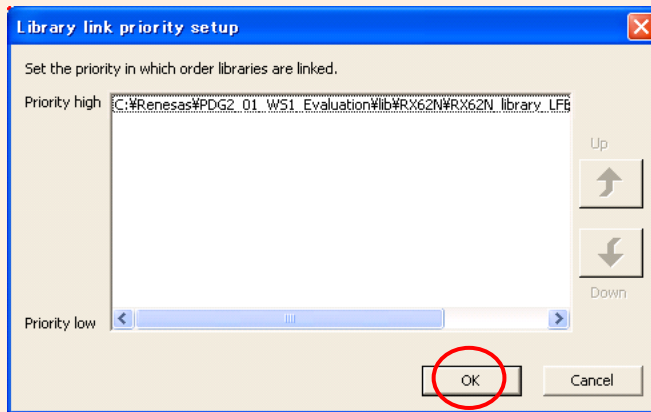 Library link priority setup
Set the priority in which order libraries are linked.
Priority high
C:¥Renesas¥PDG2_01_WS1_Evaluation¥lib¥RX62N¥RX62N_library_LFE
Up
Down
Priority low
OK
Cancel